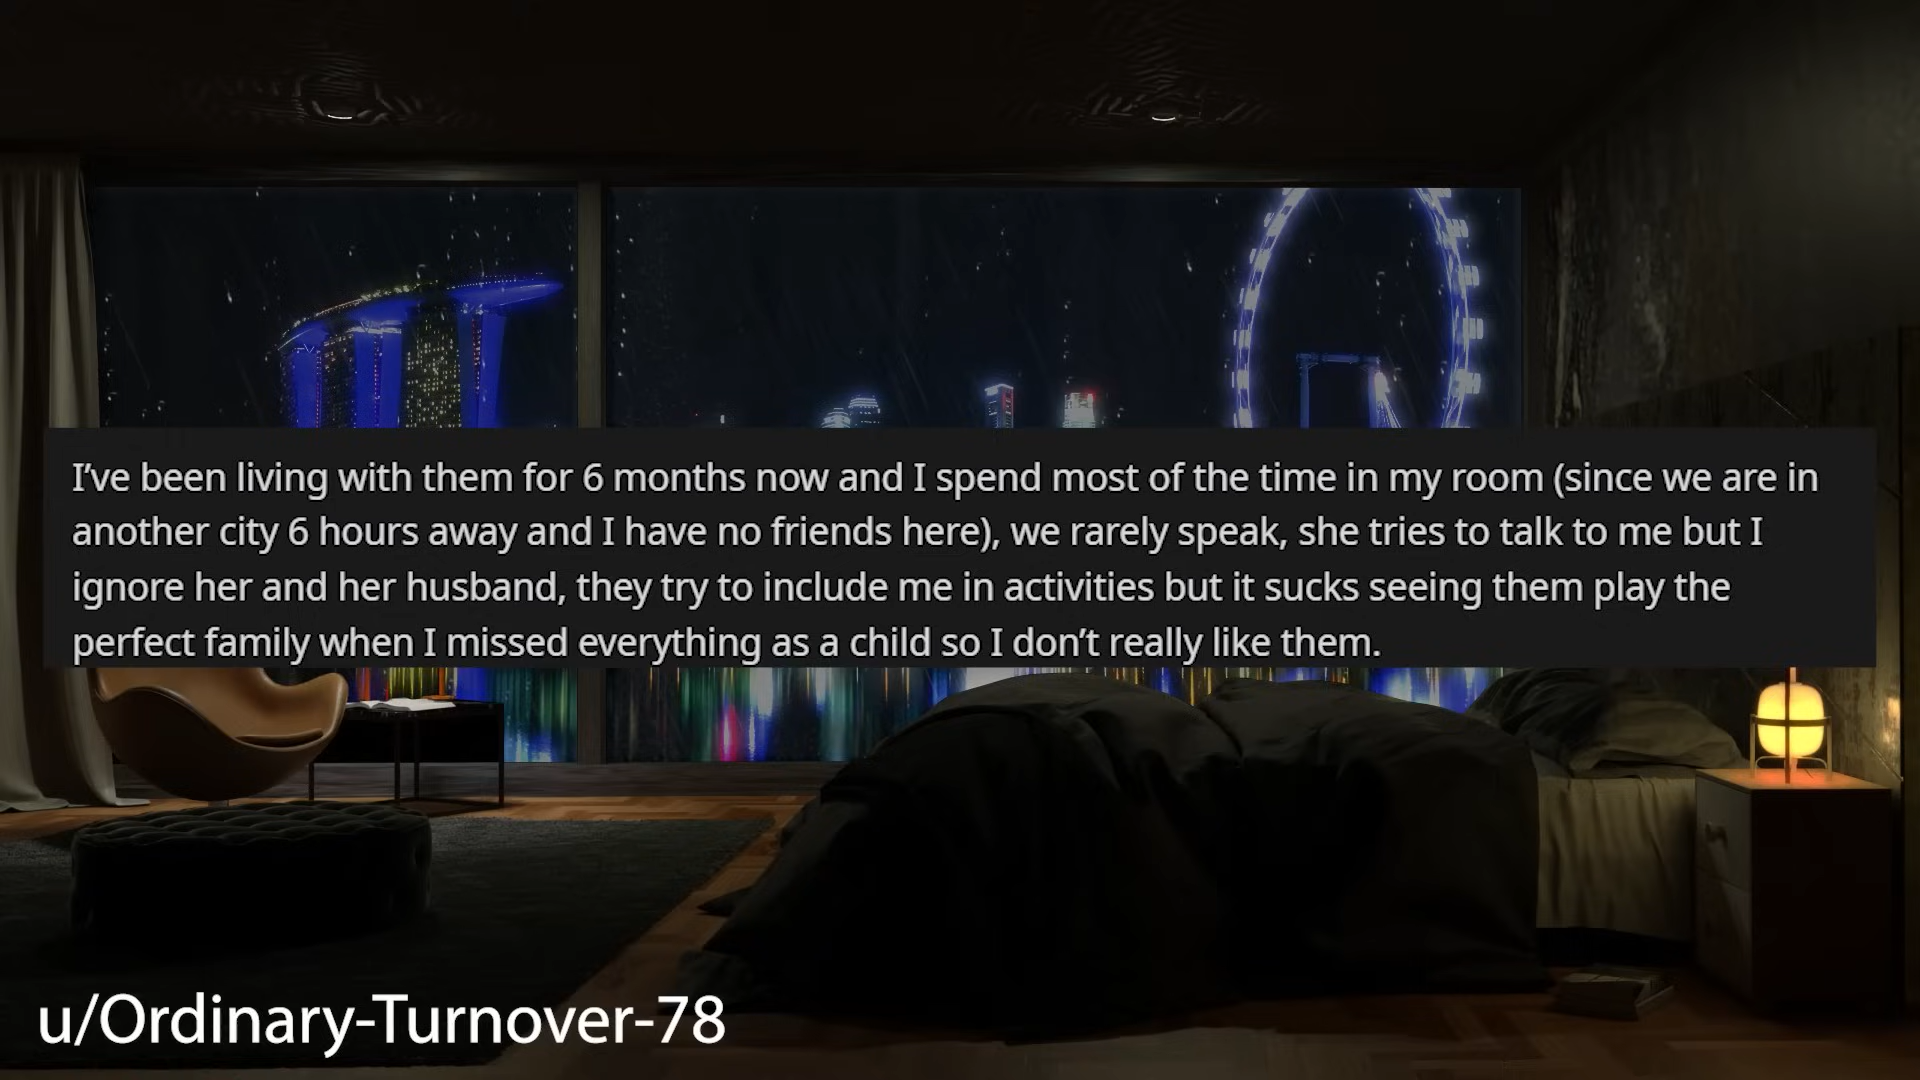 I’ve been living with them for 6 months now and I spend most of the time in my room (since we are in
another city 6 hours away and I have no friends here), we rarely speak, she tries to talk to me but I
ignore her and her husband, they try to include me in activities but it sucks seeing them play the
perfect family when I missed everything as a child so I don’t really like them.
u/Ordinary-Turnover-78